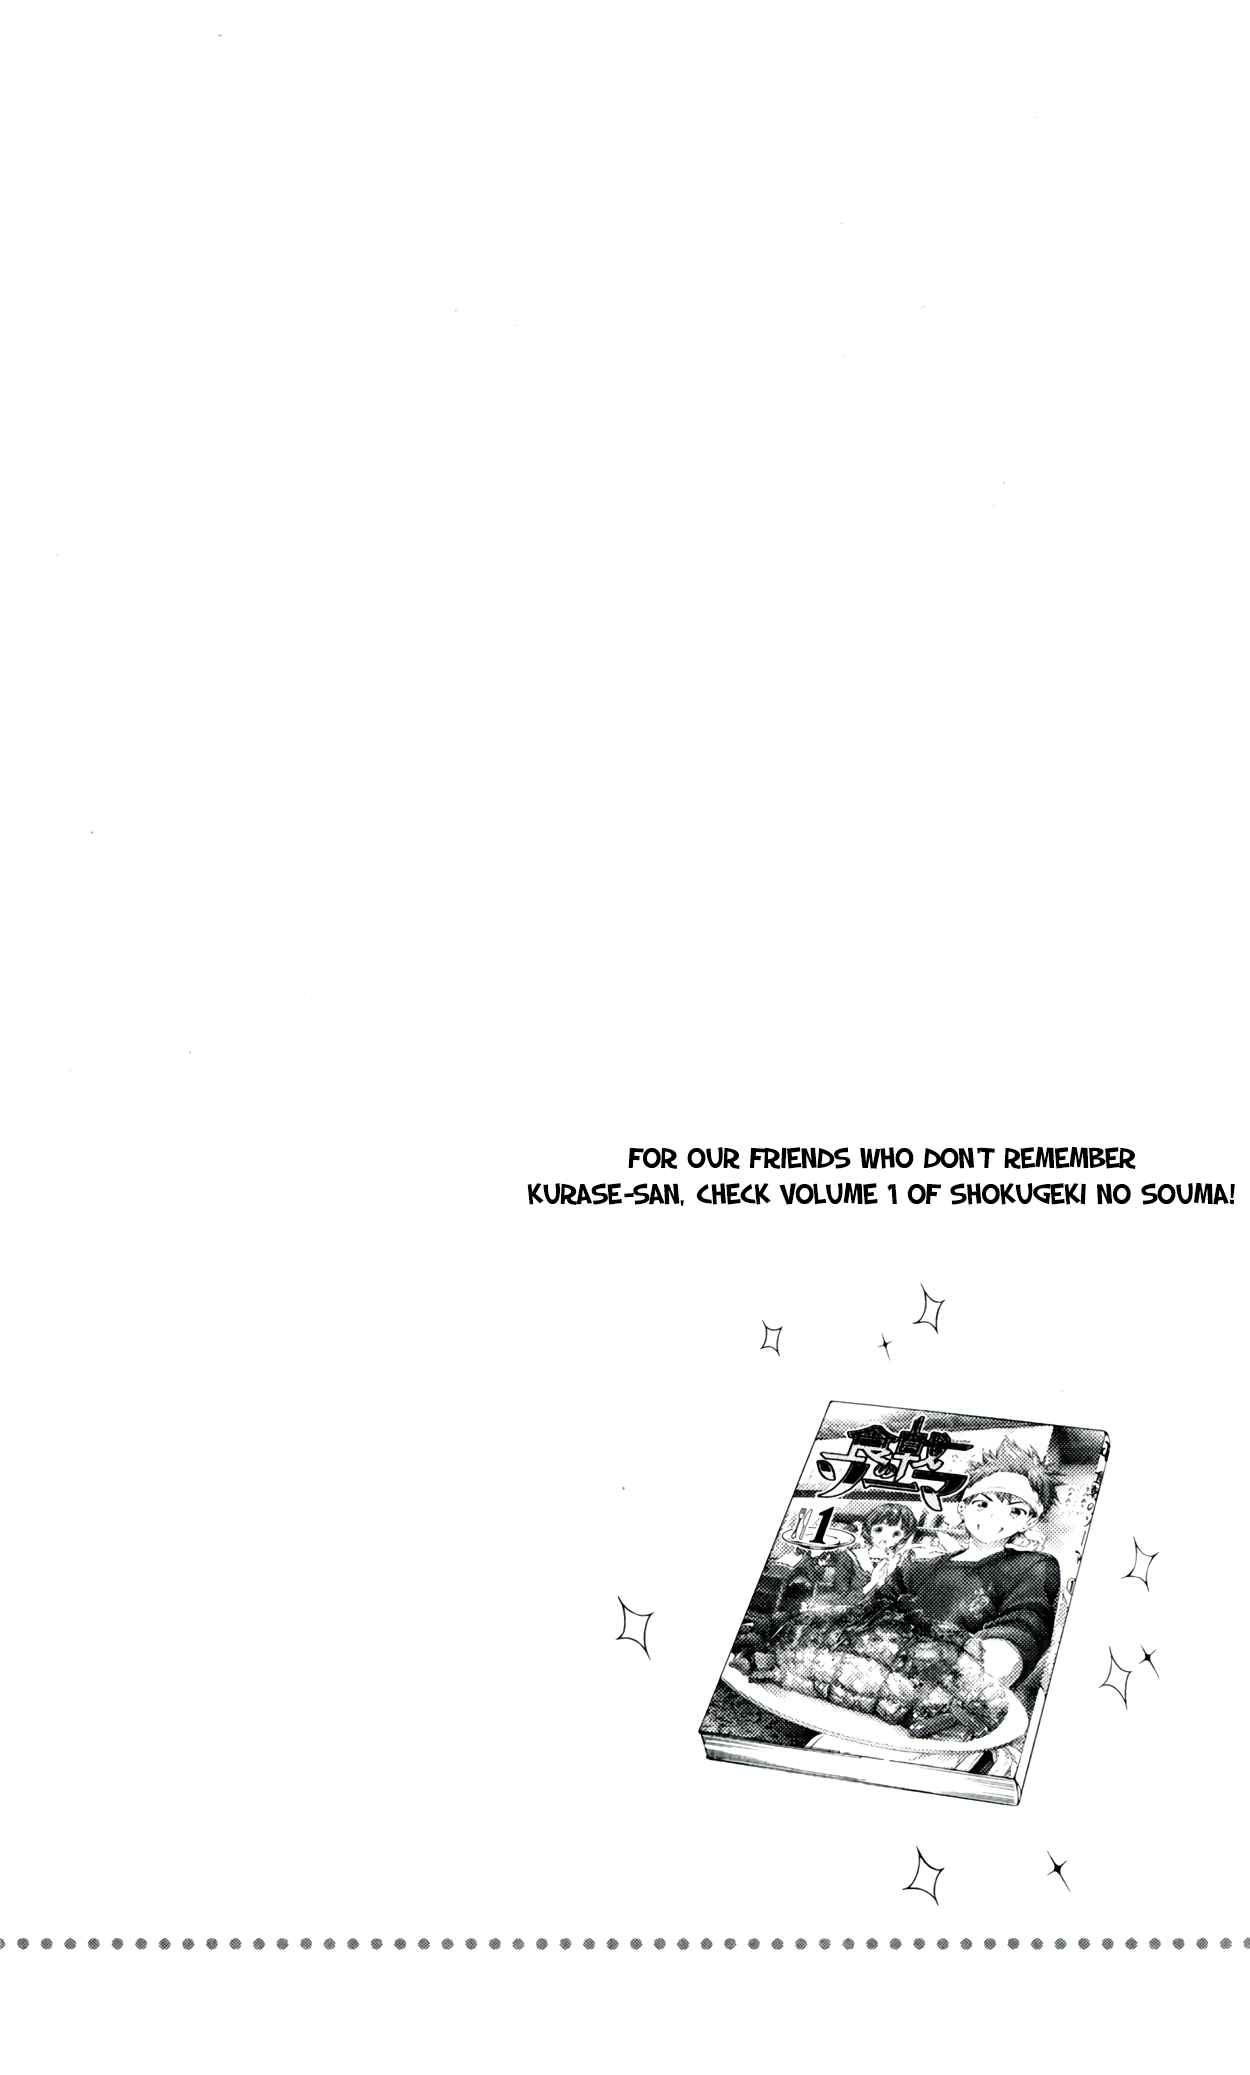 FOR OUR FRIENDS WHO DON'T REMEMBER
KURASE-SAN, CHECK VOLUME 1 OF SHOKUGEKI NO SOUMA!
食戟のソーマ
1